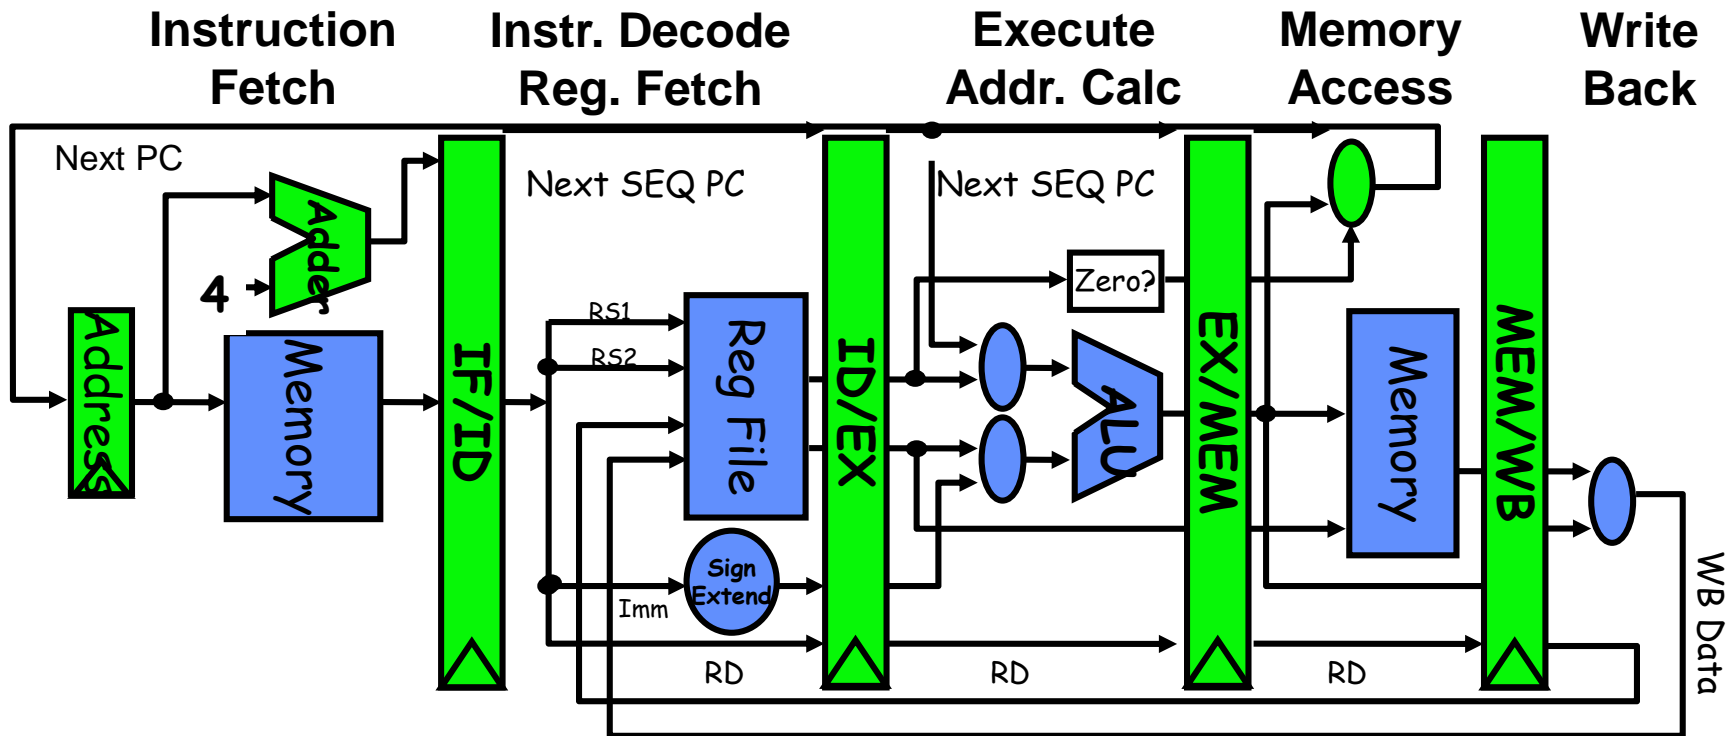 Instruction
Fetch
Instr. Decode
Reg. Fetch
Execute
Addr. Calc
Memory
Access
Write
Back
Next PC
Next SEQ PC
Next SEQ PC
Adder
4
Zero?
Address
Memory
IF/ID
RS1
RS2
Reg File
ID/EX
ALU
EX/MEM
Memory
MEM/WB
Sign
Extend
Imm
RD
RD
RD
WB Data